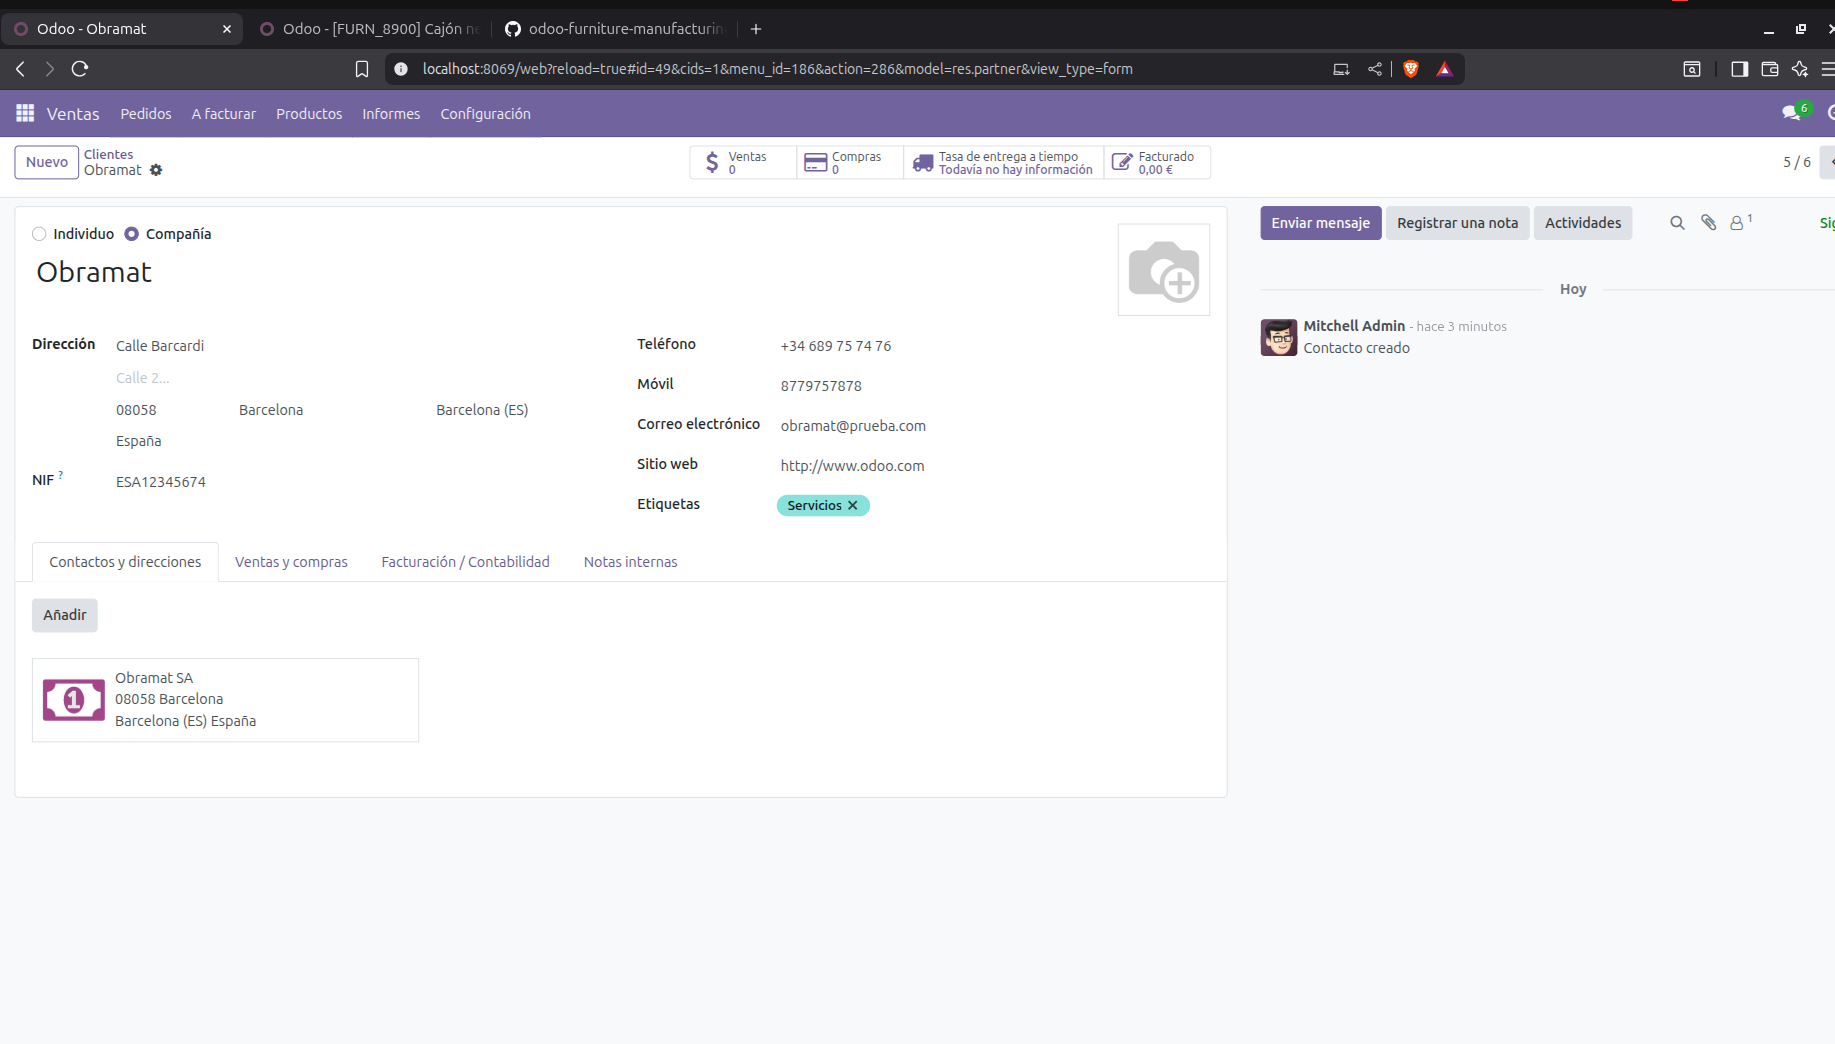 Odoo - Obramat
Odoo - [FURN_8900] Cajón ne
odoo-furniture-manufacturin
localhost:8069/web?reload=true#id=49&cids=1&menu_id=186&action=286&model=res.partner&view_type=form
Ventas Pedidos A facturar Productos Informes Configuración 6
Nuevo
Clientes
Obramat
Ventas
0
Compras
0
Tasa de entrega a tiempo
Todavía no hay información
Facturado
0,00 €
5 / 6
Individuo Compañía
Obramat
Dirección Calle Barcardi
Calle 2...
08058 Barcelona Barcelona (ES)
España
NIF ? ESA12345674
Teléfono +34 689 75 74 76
Móvil 8779757878
Correo electrónico obramat@prueba.com
Sitio web http://www.odoo.com
Etiquetas Servicios
Contactos y direcciones Ventas y compras Facturación / Contabilidad Notas internas
Añadir
1
Obramat SA
08058 Barcelona
Barcelona (ES) España
Enviar mensaje Registrar una nota Actividades 1 Sig
Hoy
Mitchell Admin - hace 3 minutos
Contacto creado